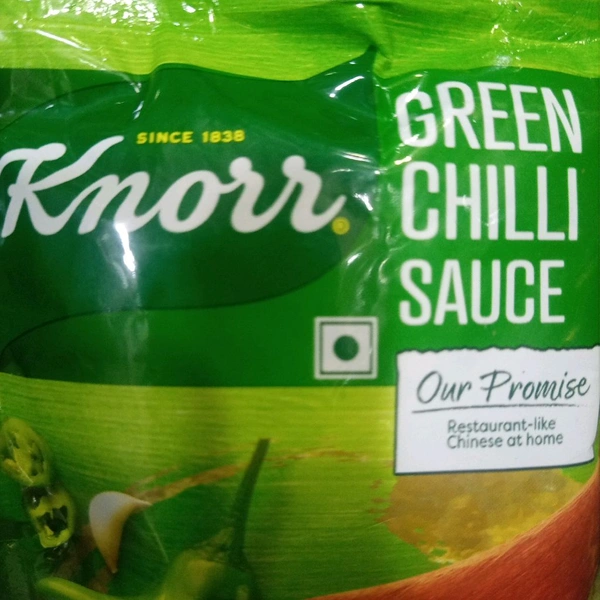 SINCE 1838
Knorr
GREEN
CHILLI
SAUCE
Our Promise
Restaurant-like
Chinese at home